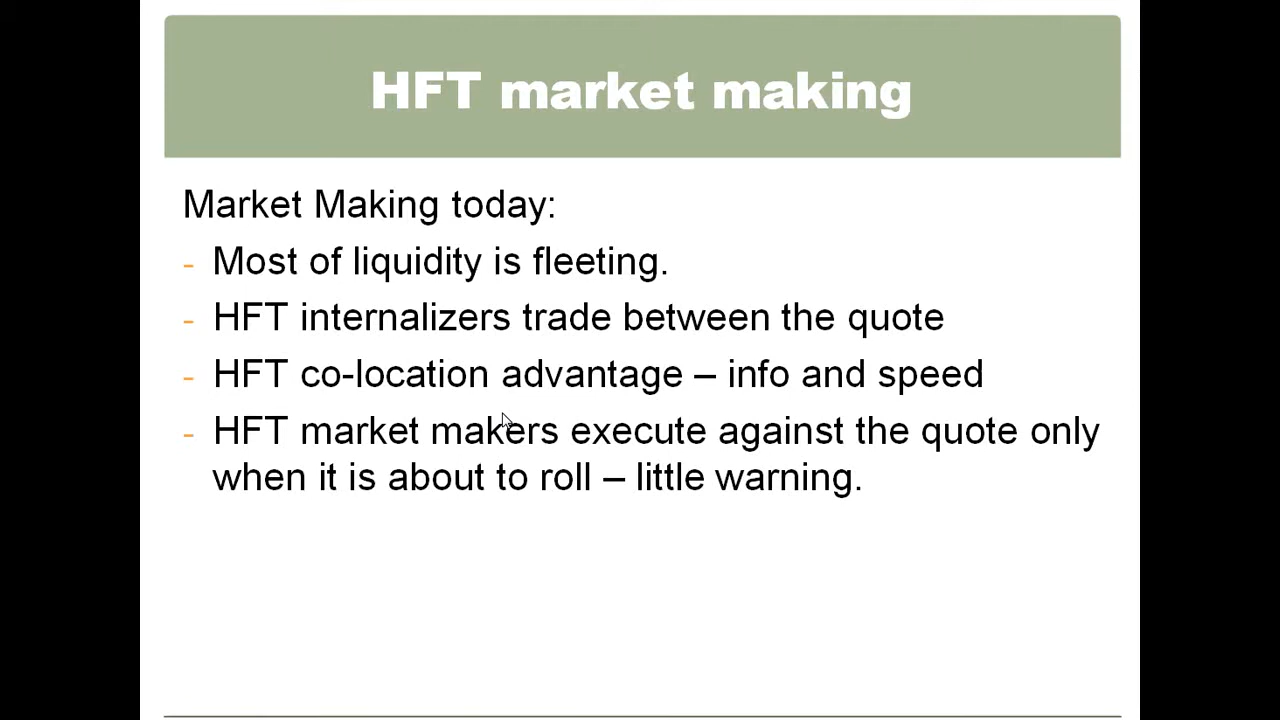 HFT market making
Market Making today:
- Most of liquidity is fleeting.
- HFT internalizers trade between the quote
- HFT co-location advantage – info and speed
- HFT market makers execute against the quote only
when it is about to roll – little warning.